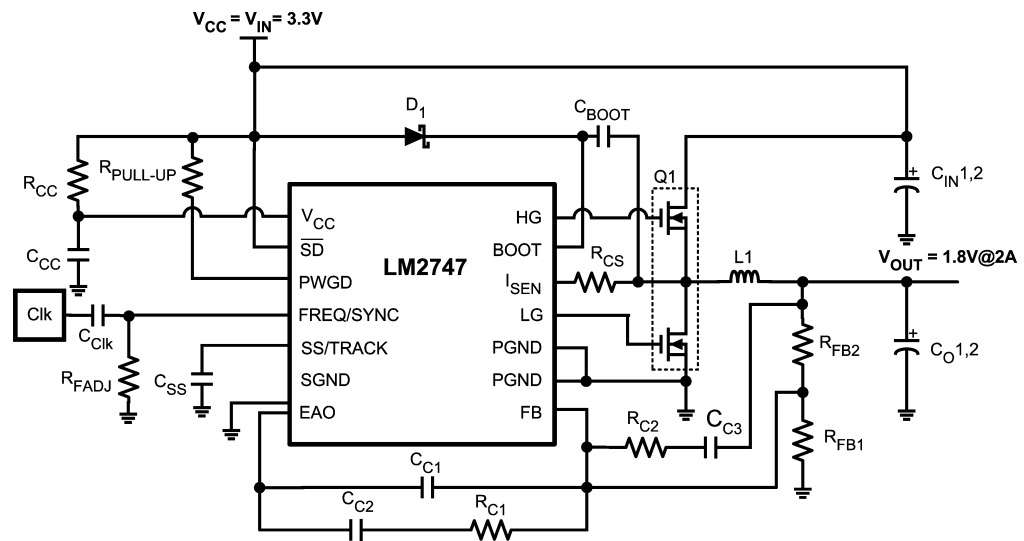 V_CC = V_IN = 3.3V
D_1
C_BOOT
R_PULL-UP
R_CC
Q1
C_IN1,2
V_CC
HG
C_CC
SD
BOOT
R_CS
LM2747
L1
V_OUT = 1.8V@2A
PWGD
I_SEN
Clk
FREQ/SYNC
LG
C_Clk
SS/TRACK
PGND
R_FB2
C_O1,2
R_FADJ
C_SS
SGND
PGND
EAO
FB
R_C2
C_C3
R_FB1
C_C1
C_C2
R_C1
+
+